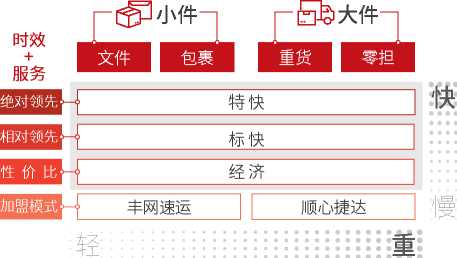 小件 大件
时效
+
服务
文件 包裹 重货 零担
绝对领先 特快 快
相对领先 标快
性价比 经济
加盟模式 丰网速运 顺心捷达 慢
轻 重